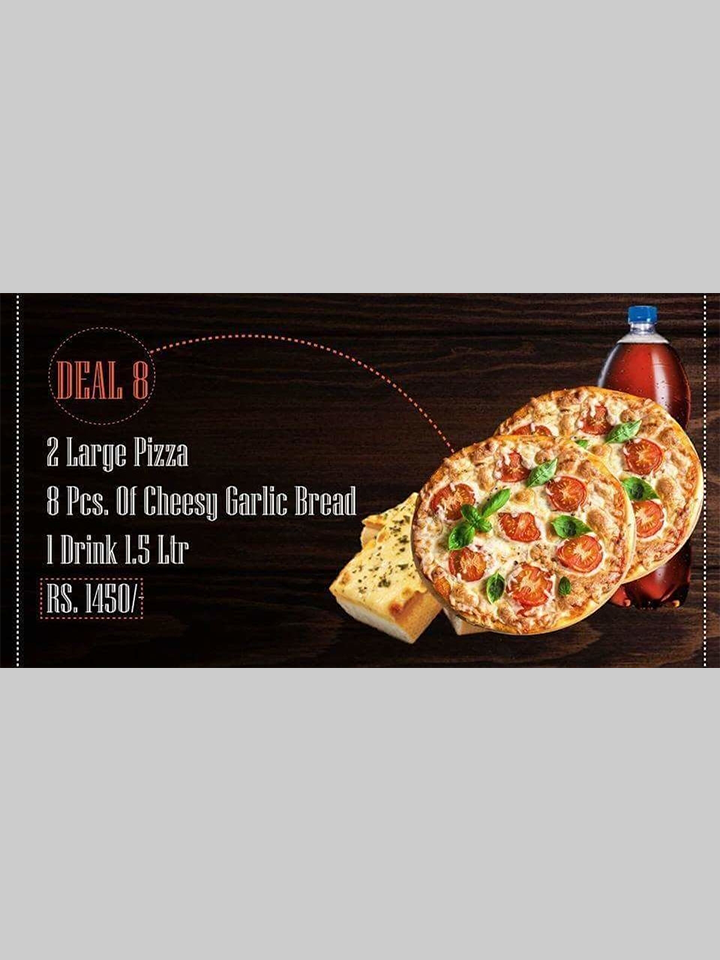 DEAL 8
2 Large Pizza
8 Pcs. Of Cheesy Garlic Bread
1 Drink 1.5 Ltr
RS. 1450/-